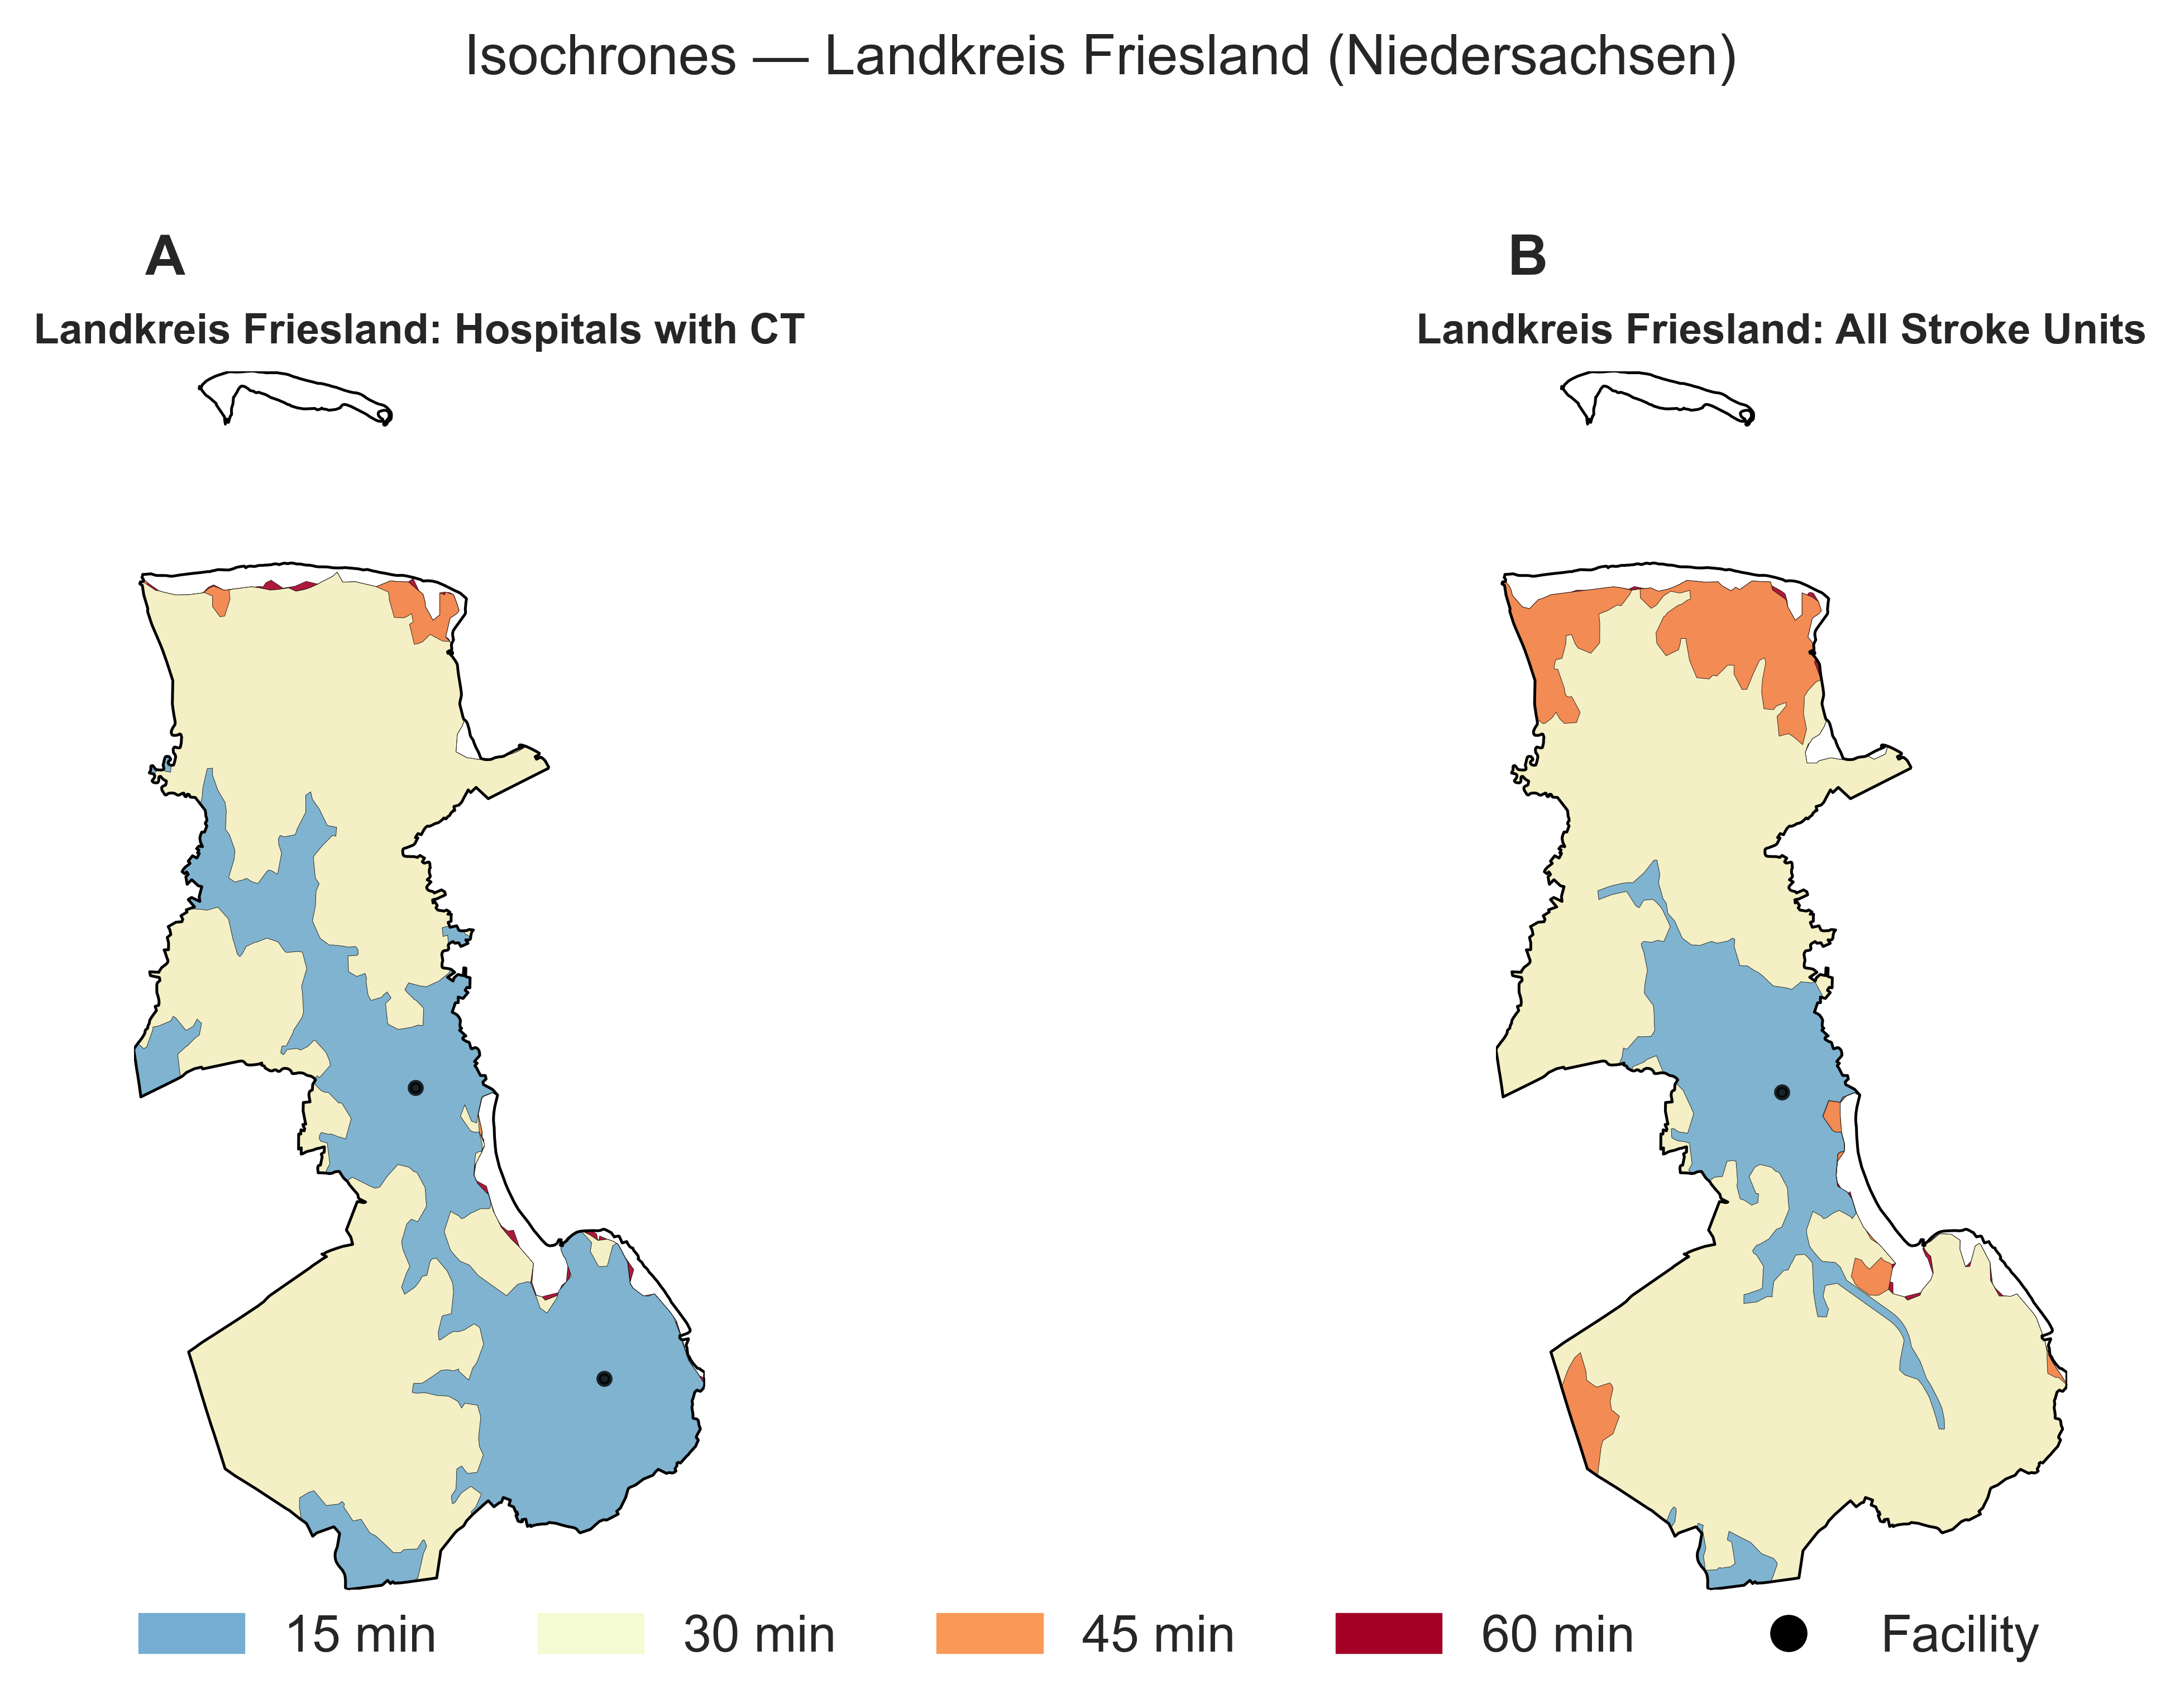 Isochrones — Landkreis Friesland (Niedersachsen)
A
Landkreis Friesland: Hospitals with CT
B
Landkreis Friesland: All Stroke Units
15 min 30 min 45 min 60 min Facility